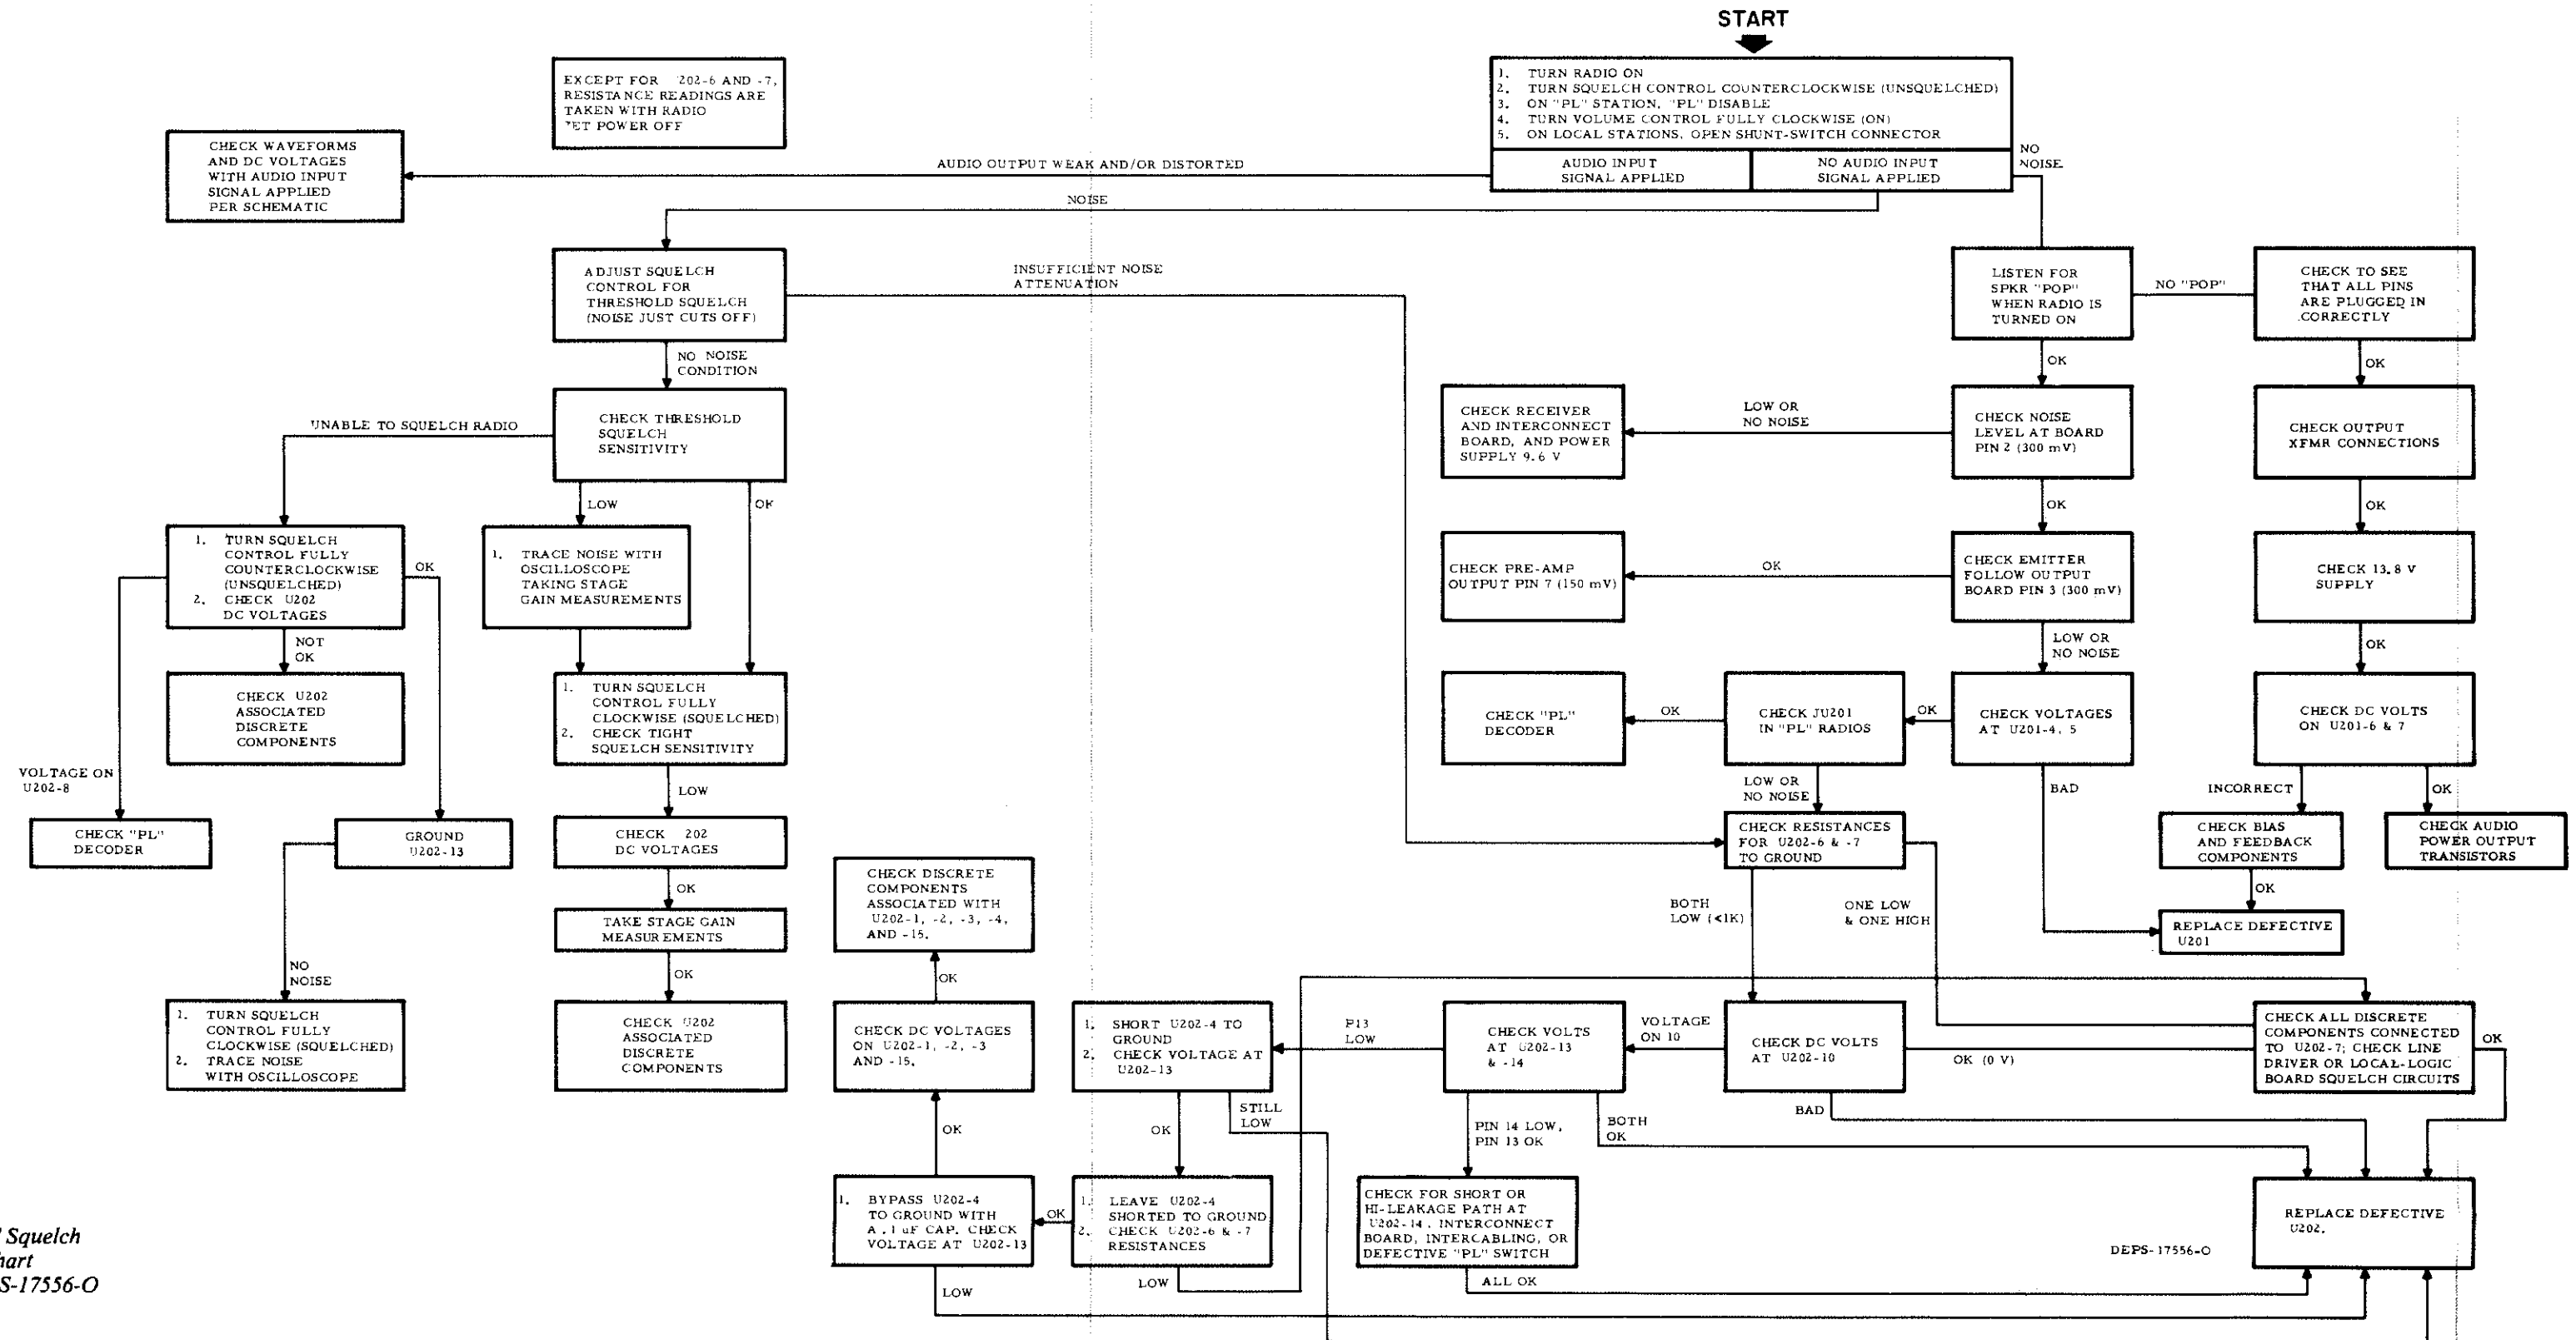 START
1. TURN RADIO ON
2. TURN SQUELCH CONTROL COUNTERCLOCKWISE (UNSQUELCHED)
3. ON "PL" STATION, "PL" DISABLE
4. TURN VOLUME CONTROL FULLY CLOCKWISE (ON)
5. ON LOCAL STATIONS, OPEN SHUNT-SWITCH CONNECTOR
AUDIO INPUT
SIGNAL APPLIED
NO AUDIO INPUT
SIGNAL APPLIED
NO
NOISE
EXCEPT FOR 202-6 AND -7,
RESISTANCE READINGS ARE
TAKEN WITH RADIO
ET POWER OFF
CHECK WAVEFORMS
AND DC VOLTAGES
WITH AUDIO INPUT
SIGNAL APPLIED
PER SCHEMATIC
AUDIO OUTPUT WEAK AND/OR DISTORTED
NOISE
ADJUST SQUELCH
CONTROL FOR
THRESHOLD SQUELCH
(NOISE JUST CUTS OFF)
INSUFFICIENT NOISE
ATTENUATION
LISTEN FOR
SPKR "POP"
WHEN RADIO IS
TURNED ON
NO "POP"
CHECK TO SEE
THAT ALL PINS
ARE PLUGGED IN
CORRECTLY
NO NOISE
CONDITION
OK
OK
CHECK THRESHOLD
SQUELCH
SENSITIVITY
UNABLE TO SQUELCH RADIO
CHECK RECEIVER
AND INTERCONNECT
BOARD, AND POWER
SUPPLY 9.6 V
LOW OR
NO NOISE
CHECK NOISE
LEVEL AT BOARD
PIN 2 (300 mV)
CHECK OUTPUT
XFMR CONNECTIONS
LOW
OK
OK
OK
1. TURN SQUELCH
CONTROL FULLY
COUNTERCLOCKWISE
(UNSQUELCHED)
2. CHECK U202
DC VOLTAGES
OK
1. TRACE NOISE WITH
OSCILLOSCOPE
TAKING STAGE
GAIN MEASUREMENTS
CHECK PRE-AMP
OUTPUT PIN 7 (150 mV)
OK
CHECK EMITTER
FOLLOW OUTPUT
BOARD PIN 3 (300 mV)
CHECK 13.8 V
SUPPLY
NOT
OK
LOW OR
NO NOISE
OK
CHECK U202
ASSOCIATED
DISCRETE
COMPONENTS
1. TURN SQUELCH
CONTROL FULLY
CLOCKWISE (SQUELCHED)
2. CHECK TIGHT
SQUELCH SENSITIVITY
CHECK "PL"
DECODER
OK
CHECK JU201
IN "PL" RADIOS
OK
CHECK VOLTAGES
AT U201-4, 5
CHECK DC VOLTS
ON U201-6 & 7
VOLTAGE ON
U202-8
LOW
LOW OR
NO NOISE
BAD
INCORRECT
OK
CHECK "PL"
DECODER
GROUND
U202-13
CHECK 202
DC VOLTAGES
CHECK RESISTANCES
FOR U202-6 & -7
TO GROUND
CHECK BIAS
AND FEEDBACK
COMPONENTS
CHECK AUDIO
POWER OUTPUT
TRANSISTORS
CHECK DISCRETE
COMPONENTS
ASSOCIATED WITH
U202-1, -2, -3, -4,
AND -15.
OK
BOTH
LOW (<1K)
ONE LOW
& ONE HIGH
OK
TAKE STAGE GAIN
MEASUREMENTS
REPLACE DEFECTIVE
U201
NO
NOISE
OK
OK
1. TURN SQUELCH
CONTROL FULLY
CLOCKWISE (SQUELCHED)
2. TRACE NOISE
WITH OSCILLOSCOPE
CHECK U202
ASSOCIATED
DISCRETE
COMPONENTS
CHECK DC VOLTAGES
ON U202-1, -2, -3
AND -15.
1. SHORT U202-4 TO
GROUND
2. CHECK VOLTAGE AT
U202-13
P13
LOW
CHECK VOLTS
AT U202-13
& -14
VOLTAGE
ON 10
CHECK DC VOLTS
AT U202-10
OK (0 V)
CHECK ALL DISCRETE
COMPONENTS CONNECTED
TO U202-7; CHECK LINE
DRIVER OR LOCAL-LOGIC
BOARD SQUELCH CIRCUITS
OK
OK
OK
STILL
LOW
PIN 14 LOW,
PIN 13 OK
BOTH
OK
BAD
1. BYPASS U202-4
TO GROUND WITH
A .1 uF CAP. CHECK
VOLTAGE AT U202-13
OK
1. LEAVE U202-4
SHORTED TO GROUND
2. CHECK U202-6 & -7
RESISTANCES
CHECK FOR SHORT OR
HI-LEAKAGE PATH AT
U202-14, INTERCONNECT
BOARD, INTERCABLING, OR
DEFECTIVE "PL" SWITCH
REPLACE DEFECTIVE
U202.
DEPS-17556-O
LOW
LOW
ALL OK
Squelch
hart
S-17556-O